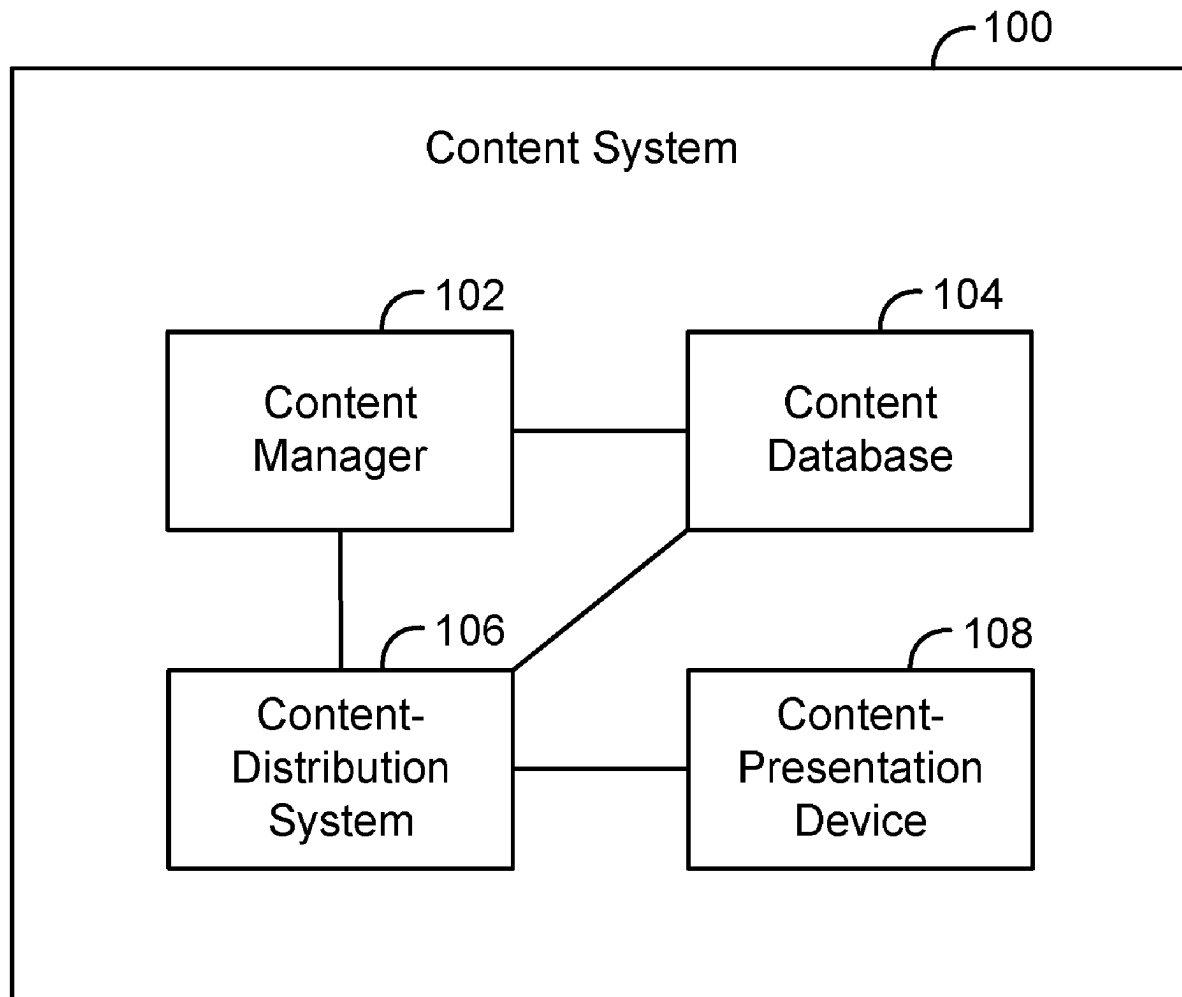 100
Content System
102
Content
Manager
104
Content
Database
106
Content-
Distribution
System
108
Content-
Presentation
Device